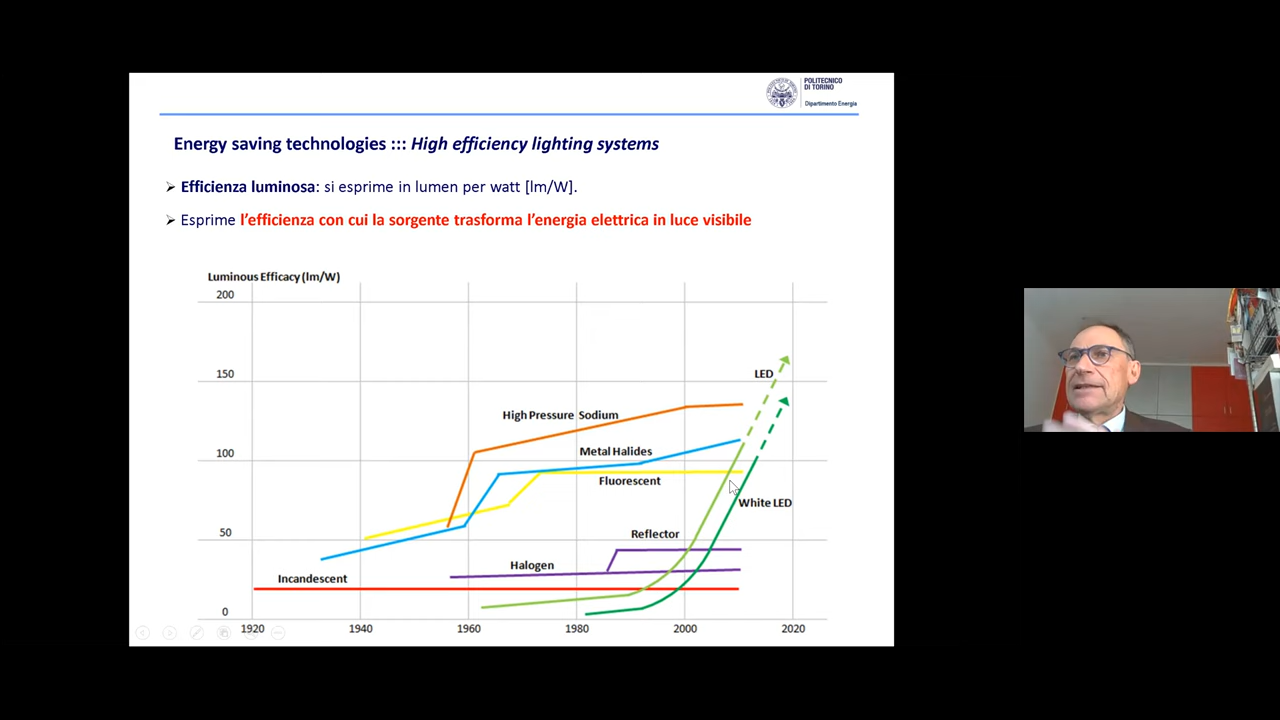 POLITECNICO
DI TORINO
Dipartimento Energia
Energy saving technologies ::: High efficiency lighting systems
➢ Efficienza luminosa: si esprime in lumen per watt [lm/W].
➢ Esprime l’efficienza con cui la sorgente trasforma l’energia elettrica in luce visibile
Luminous Efficacy (lm/W)
200
150
LED
High Pressure Sodium
100
Metal Halides
Fluorescent
White LED
50
Reflector
Halogen
Incandescent
0
1920 1940 1960 1980 2000 2020